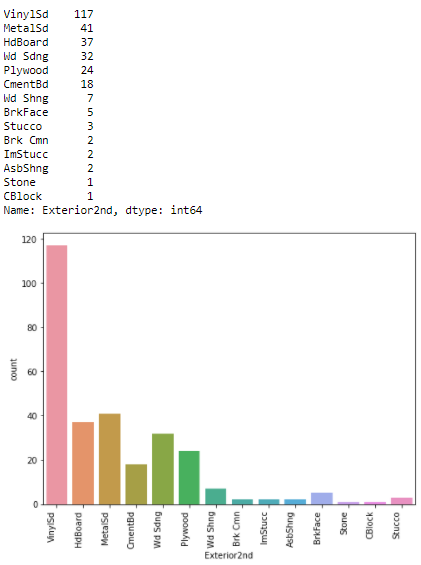 VinylSd    117
MetalSd     41
HdBoard     37
Wd Sdng     32
Plywood     24
CmentBd     18
Wd Shng      7
BrkFace      5
Stucco       3
Brk Cmn      2
ImStucc      2
AsbShng      2
Stone        1
CBlock       1
Name: Exterior2nd, dtype: int64
120
100
80
60
40
20
0
count
VinylSd
HdBoard
MetalSd
CmentBd
Wd Sdng
Plywood
Wd Shng
Brk Cmn
ImStucc
AsbShng
BrkFace
Stone
CBlock
Stucco
Exterior2nd